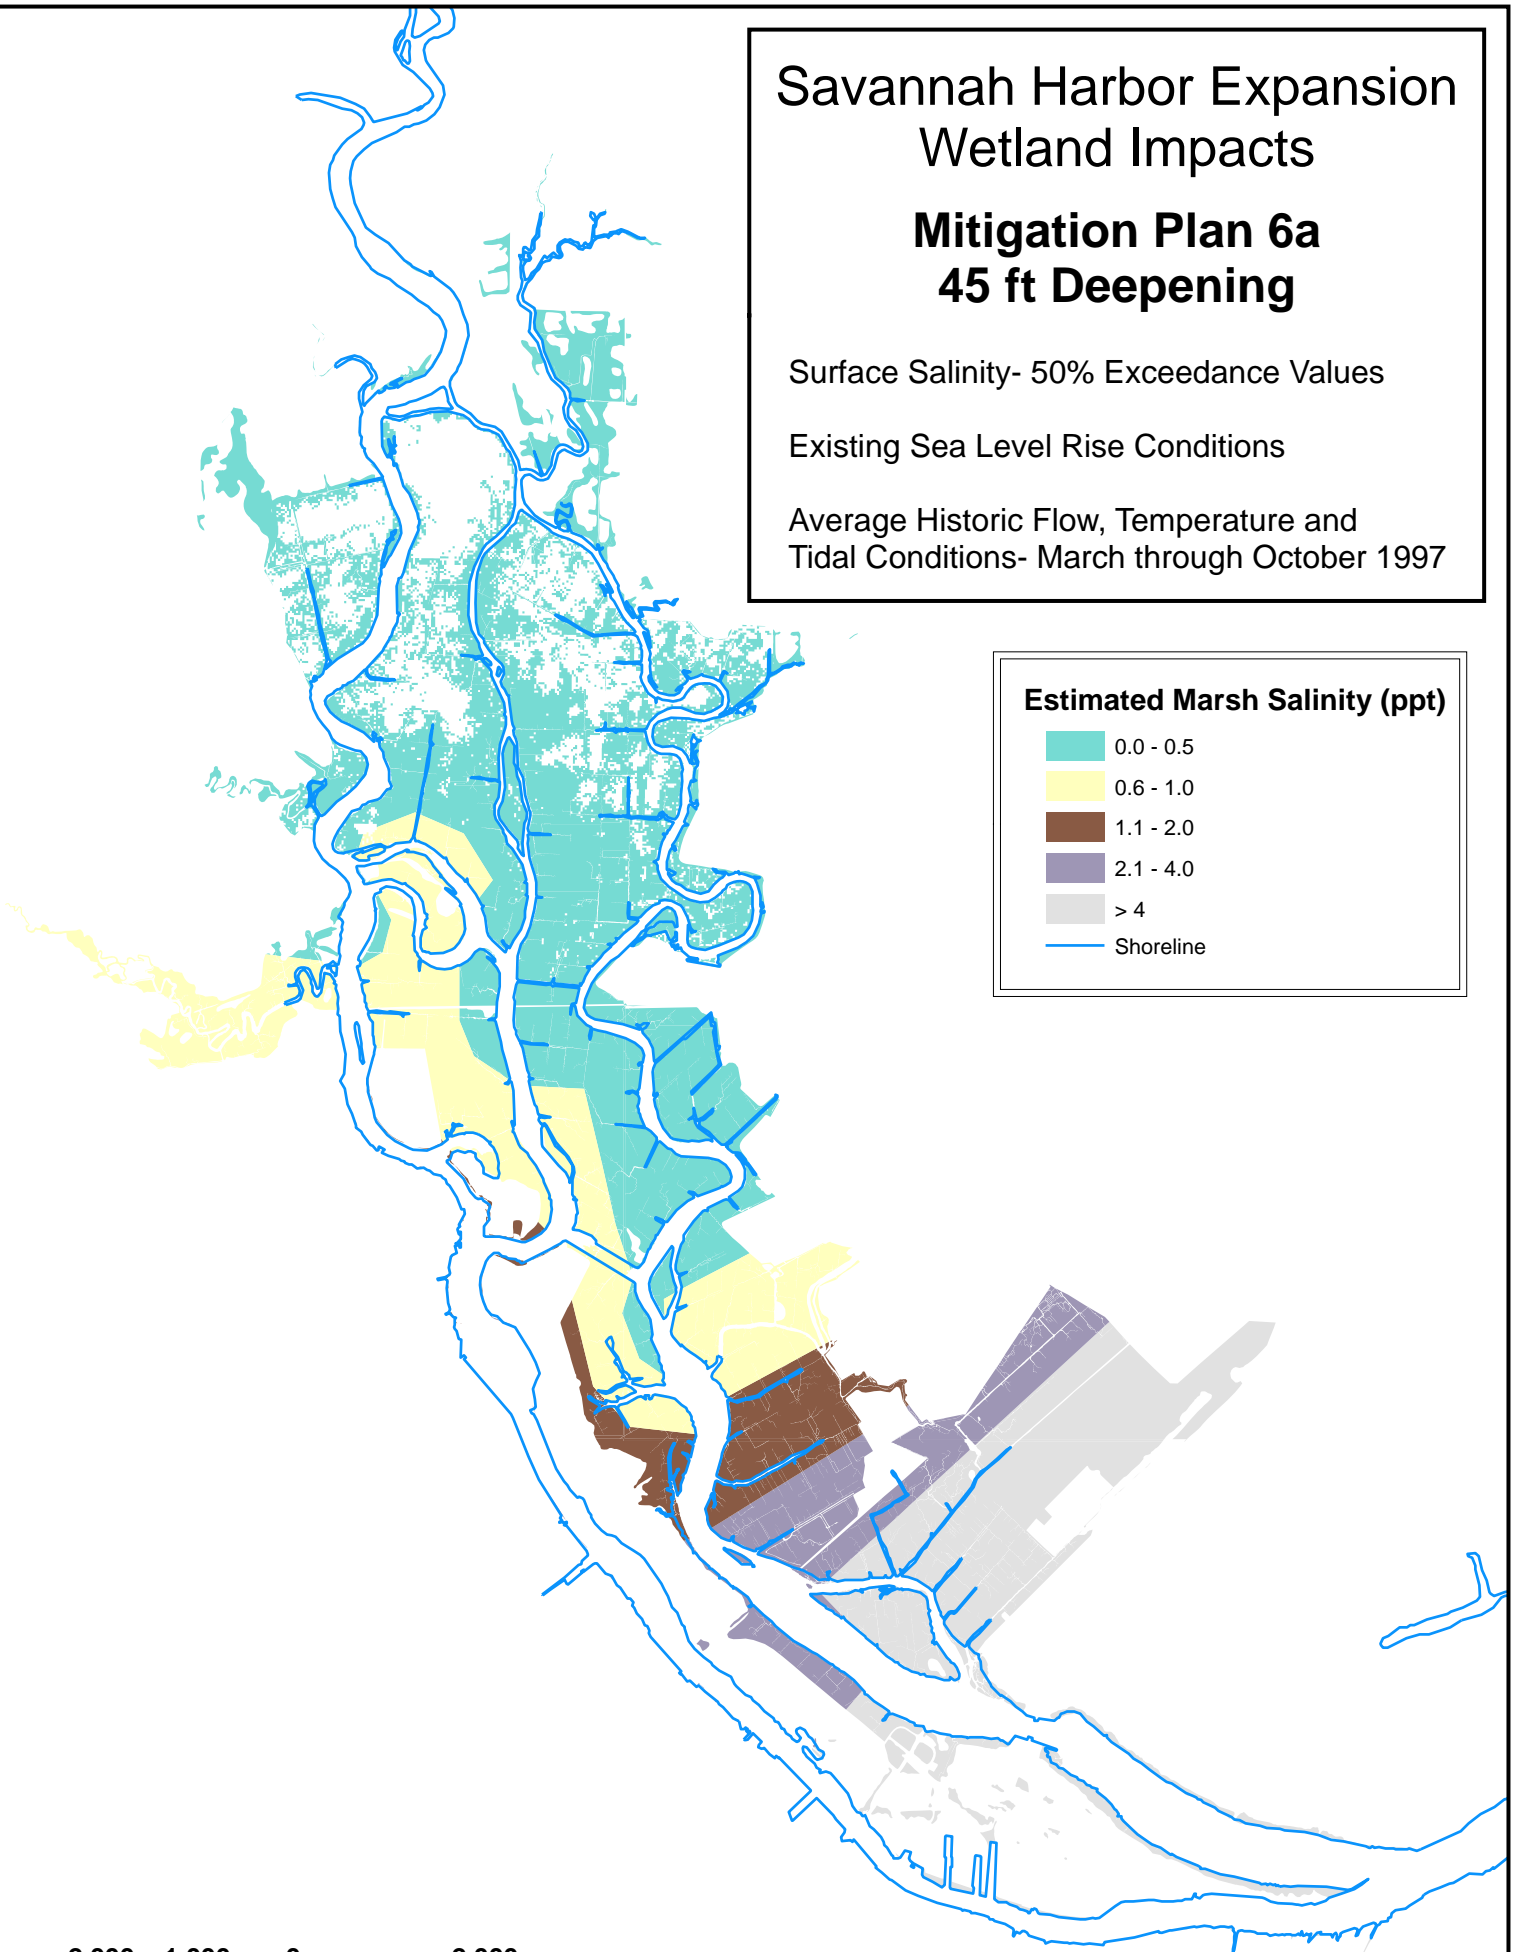 Savannah Harbor Expansion
Wetland Impacts
Mitigation Plan 6a
45 ft Deepening
Surface Salinity- 50% Exceedance Values
Existing Sea Level Rise Conditions
Average Historic Flow, Temperature and
Tidal Conditions- March through October 1997
Estimated Marsh Salinity (ppt)
0.0 - 0.5
0.6 - 1.0
1.1 - 2.0
2.1 - 4.0
> 4
Shoreline